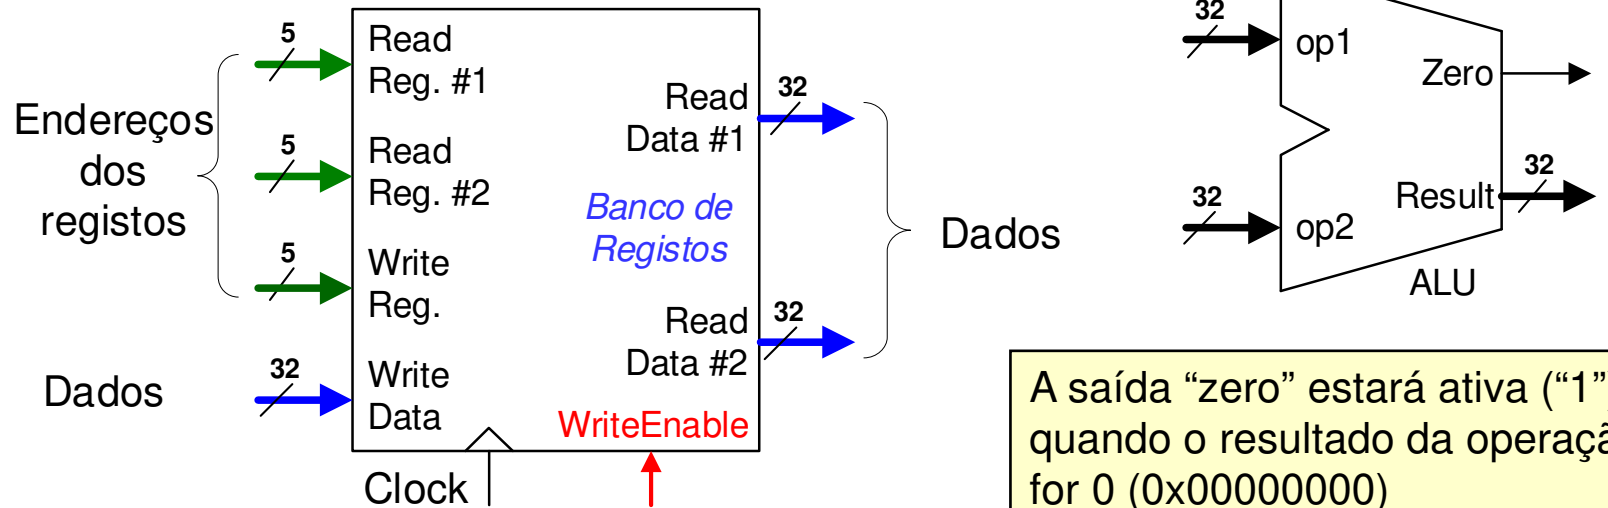 Endereços
dos
registos
Dados
5
5
5
32
Read
Reg. #1
Read
Reg. #2
Write
Reg.
Write
Data
Read
Data #1
Banco de
Registos
Read
Data #2
WriteEnable
Clock
32
32
Dados
32
op1
32
op2
Zero
Result
32
ALU
A saída “zero” estará ativa (“1”)
quando o resultado da
for 0 (0x00000000)